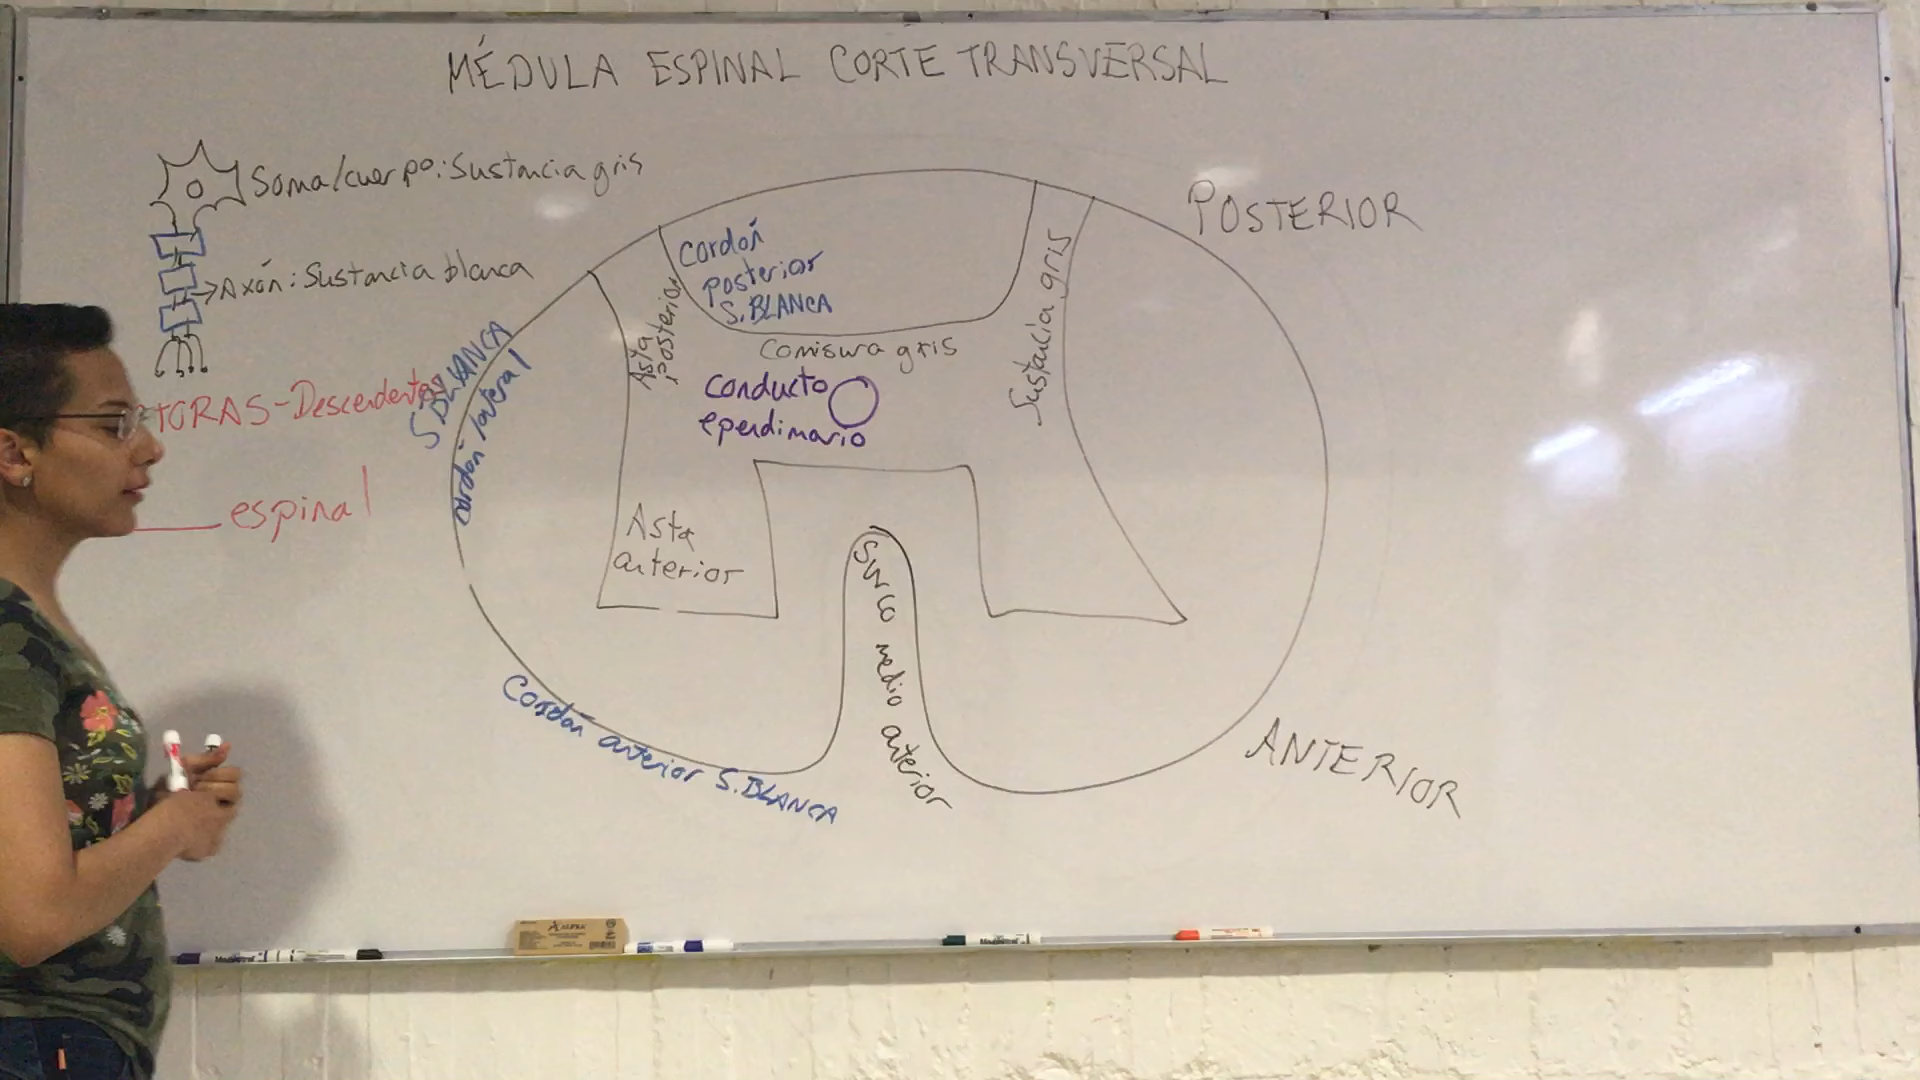 MÉDULA ESPINAL CORTE TRANSVERSAL
Soma/cuerpo: Sustancia gris
Axón: Sustancia blanca
TORAS-Descendentes
espinal
POSTERIOR
Cordón
posterior
S. BLANCA
Asta
posterior
Comisura gris
Sustancia gris
conducto
ependimario
S. BLANCA
cordón lateral
Asta
anterior
Surco medio anterior
Cordón anterior S. BLANCA
ANTERIOR
ALPHA
Magistral